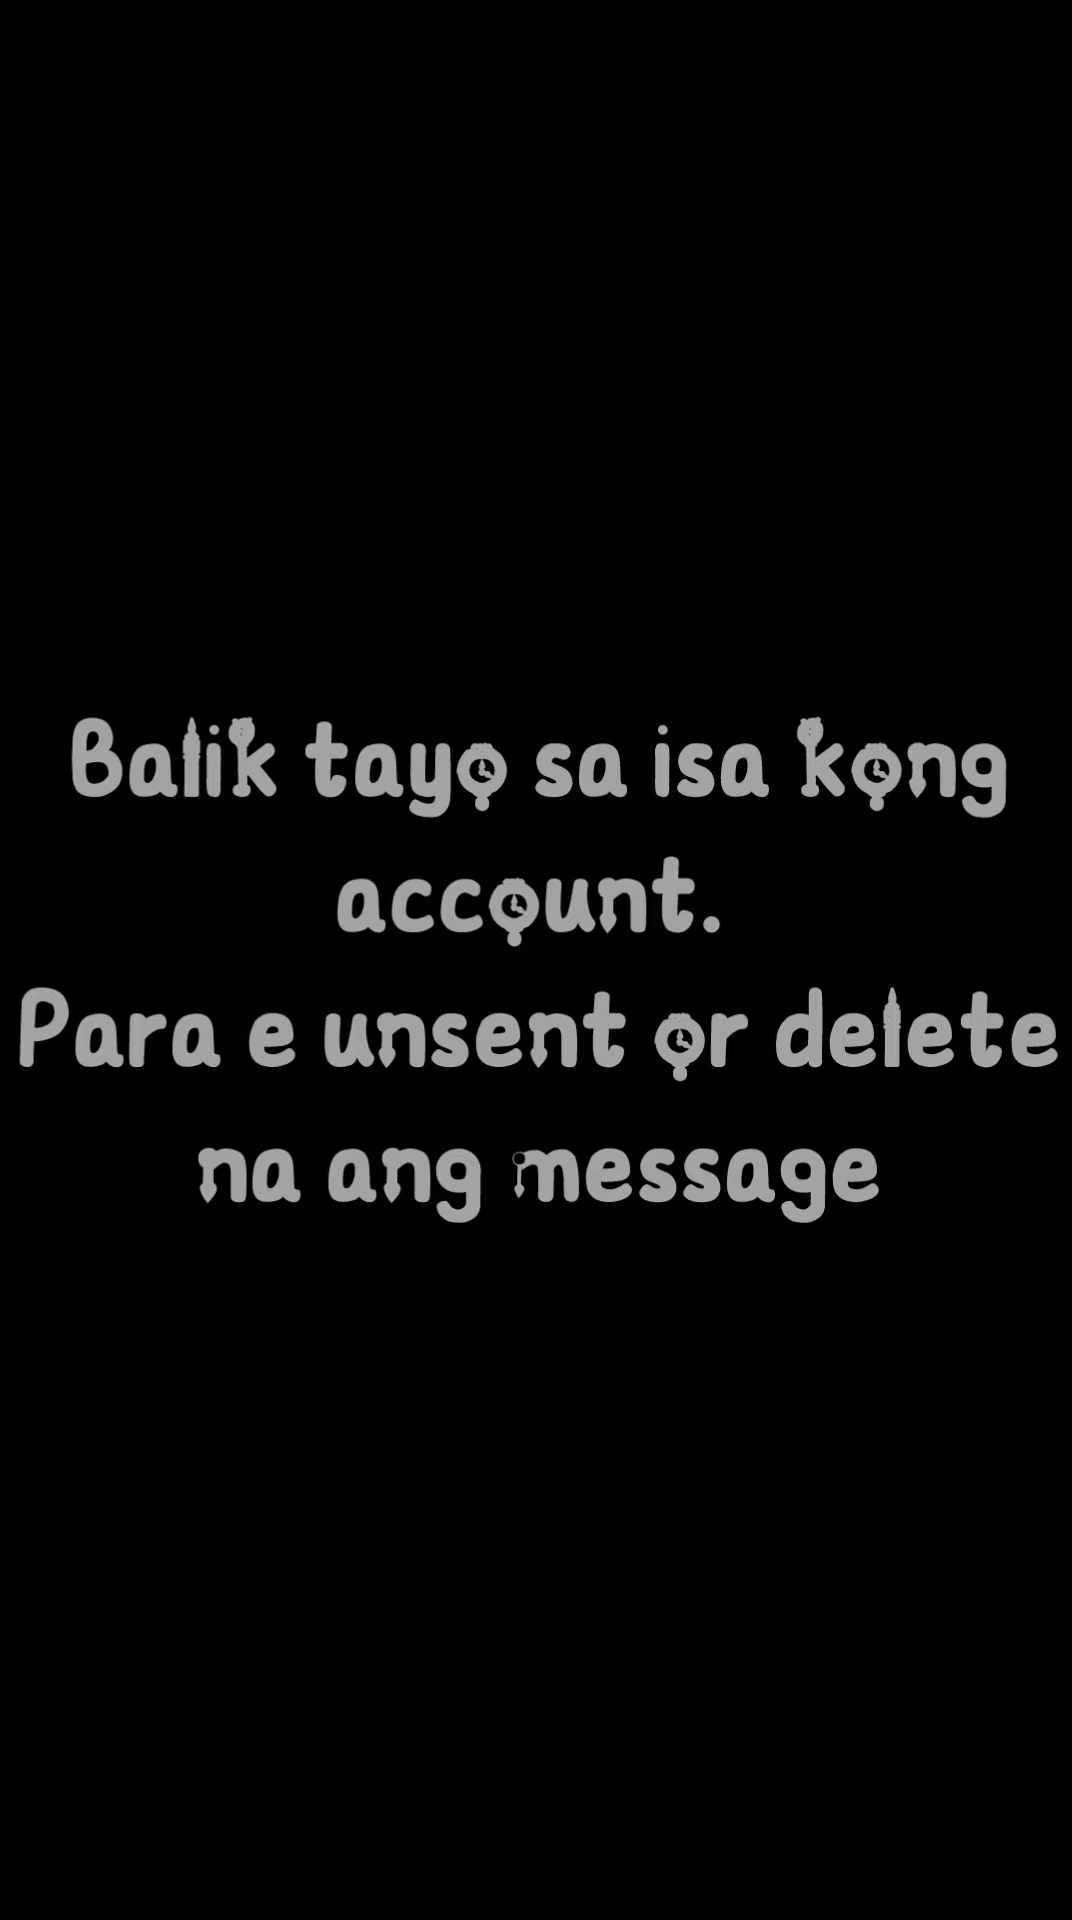 Balik tayo sa isa kong
account.
Para e unsent or delete
na ang message